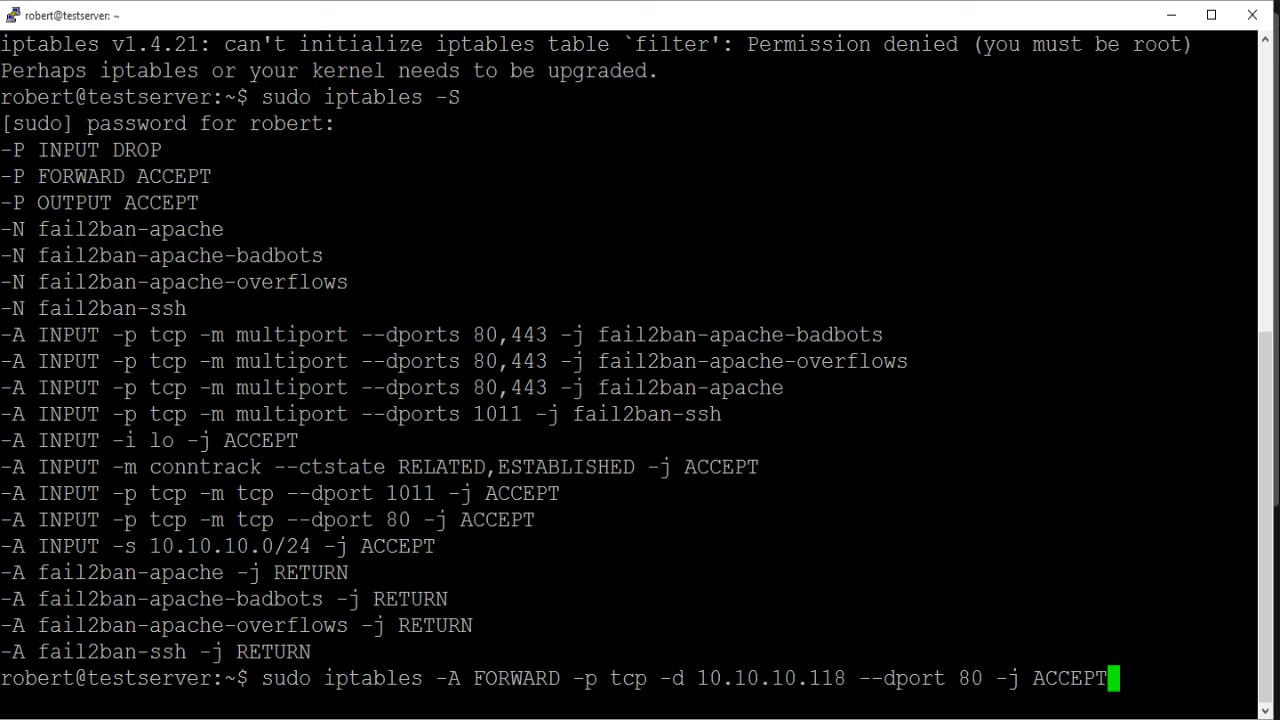 robert@testserver: ~
iptables v1.4.21: can't initialize iptables table `filter': Permission denied (you must be root)
Perhaps iptables or your kernel needs to be upgraded.
robert@testserver:~$ sudo iptables -S
[sudo] password for robert:
-P INPUT DROP
-P FORWARD ACCEPT
-P OUTPUT ACCEPT
-N fail2ban-apache
-N fail2ban-apache-badbots
-N fail2ban-apache-overflows
-N fail2ban-ssh
-A INPUT -p tcp -m multiport --dports 80,443 -j fail2ban-apache-badbots
-A INPUT -p tcp -m multiport --dports 80,443 -j fail2ban-apache-overflows
-A INPUT -p tcp -m multiport --dports 80,443 -j fail2ban-apache
-A INPUT -p tcp -m multiport --dports 1011 -j fail2ban-ssh
-A INPUT -i lo -j ACCEPT
-A INPUT -m conntrack --ctstate RELATED,ESTABLISHED -j ACCEPT
-A INPUT -p tcp -m tcp --dport 1011 -j ACCEPT
-A INPUT -p tcp -m tcp --dport 80 -j ACCEPT
-A INPUT -s 10.10.10.0/24 -j ACCEPT
-A fail2ban-apache -j RETURN
-A fail2ban-apache-badbots -j RETURN
-A fail2ban-apache-overflows -j RETURN
-A fail2ban-ssh -j RETURN
robert@testserver:~$ sudo iptables -A FORWARD -p tcp -d 10.10.10.118 --dport 80 -j ACCEPT